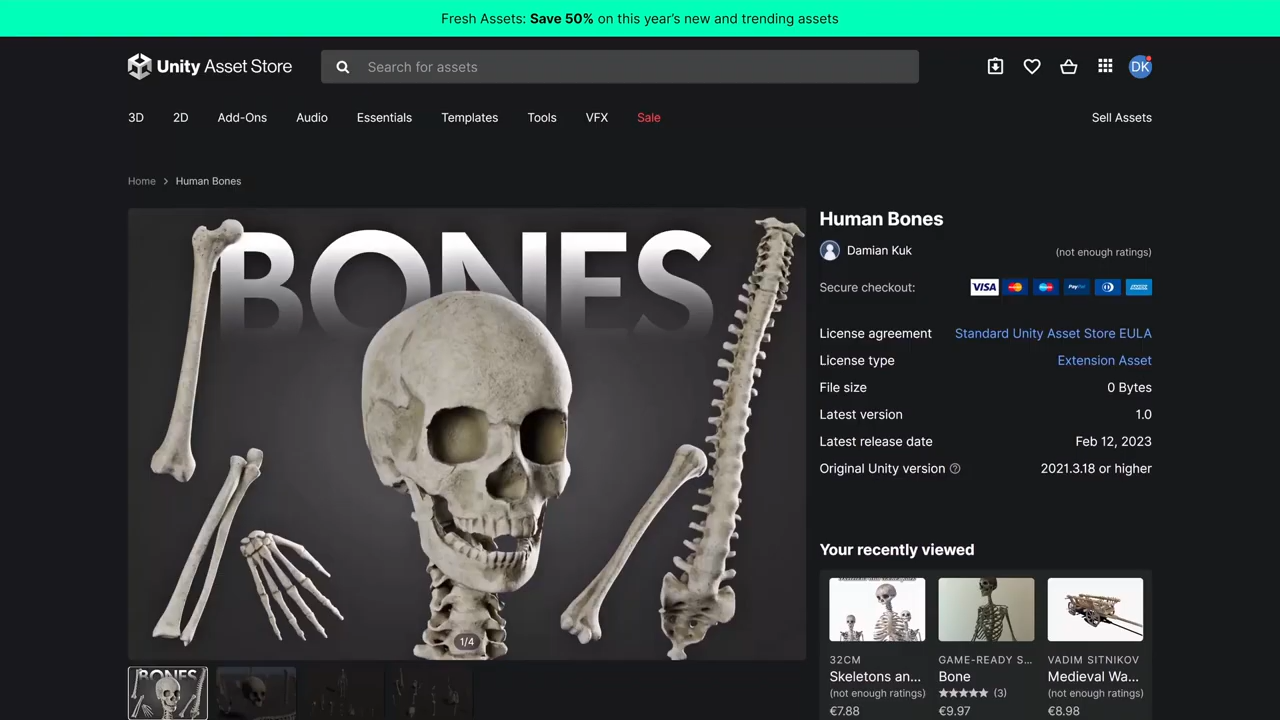 Fresh Assets: Save 50% on this year's new and trending assets
Unity Asset Store
Search for assets
DK
3D
2D
Add-Ons
Audio
Essentials
Templates
Tools
VFX
Sale
Sell Assets
Home > Human Bones
BONES
1/4
BONES
Human Bones
Damian Kuk
(not enough ratings)
Secure checkout:
VISA
PayPal
License agreement Standard Unity Asset Store EULA
License type Extension Asset
File size 0 Bytes
Latest version 1.0
Latest release date Feb 12, 2023
Original Unity version 2021.3.18 or higher
Your recently viewed
32CM
Skeletons an...
(not enough ratings)
€7.88
GAME-READY S...
Bone
(3)
€9.97
VADIM SITNIKOV
Medieval Wa...
(not enough ratings)
€8.98